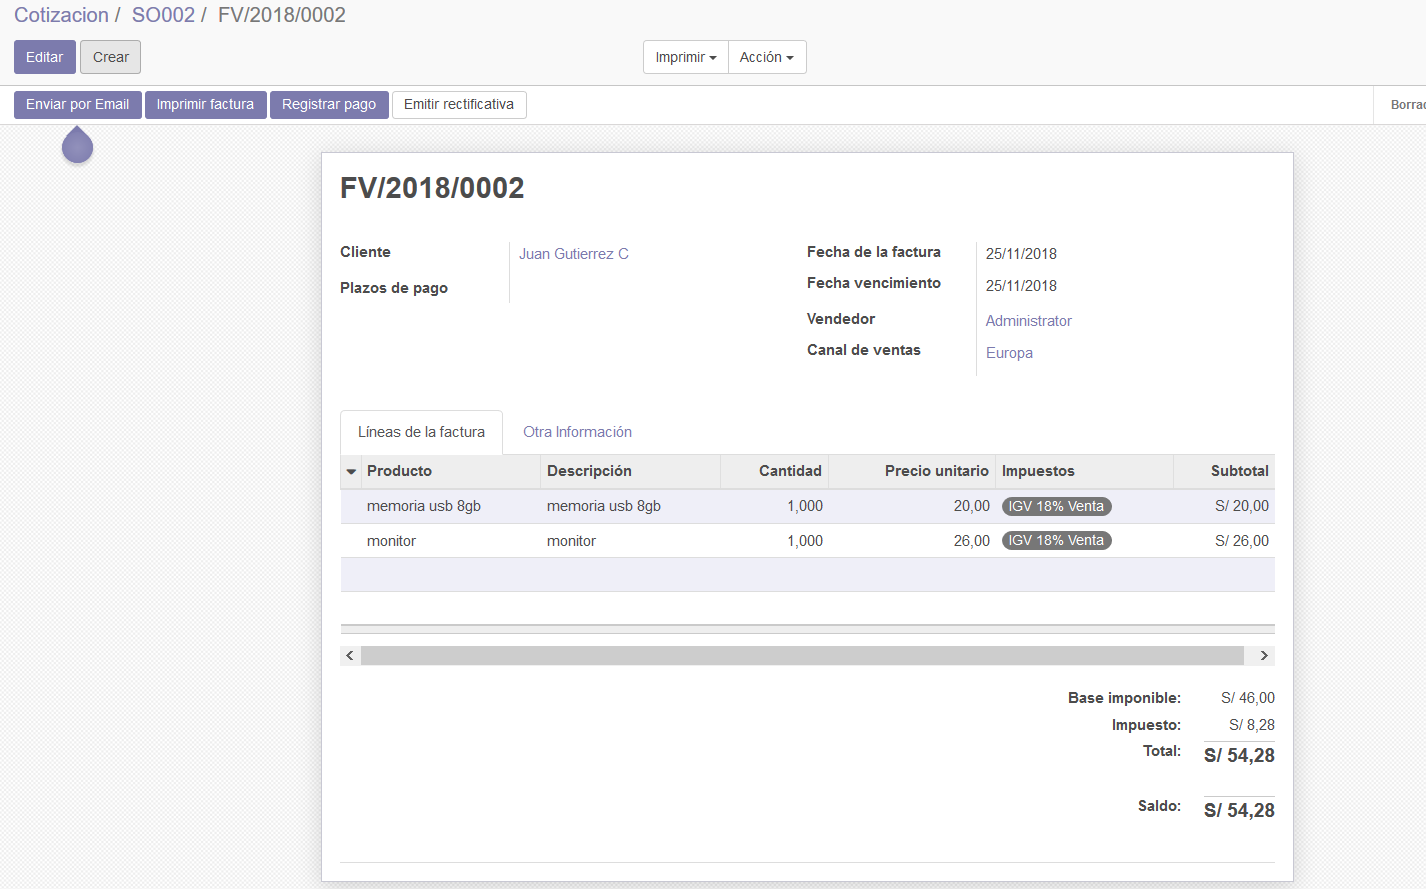 Cotizacion / SO002 / FV/2018/0002
Editar Crear Imprimir Acción
Enviar por Email Imprimir factura Registrar pago Emitir rectificativa Borrac
FV/2018/0002
Cliente Juan Gutierrez C Fecha de la factura 25/11/2018
Plazos de pago Fecha vencimiento 25/11/2018
Vendedor Administrator
Canal de ventas Europa
Líneas de la factura Otra Información
Producto Descripción Cantidad Precio unitario Impuestos Subtotal
memoria usb 8gb memoria usb 8gb 1,000 20,00 IGV 18% Venta S/ 20,00
monitor monitor 1,000 26,00 IGV 18% Venta S/ 26,00
Base imponible: S/ 46,00
Impuesto: S/ 8,28
Total: S/ 54,28
Saldo: S/ 54,28